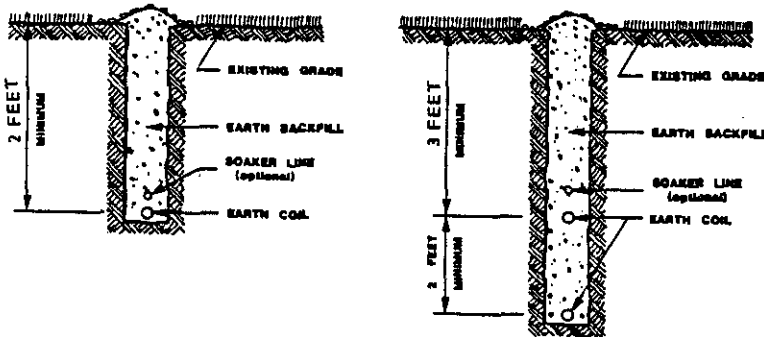 2 FEET
MINIMUM
EXISTING GRADE
EARTH BACKFILL
SOAKER LINE
(optional)
EARTH COIL
3 FEET
MINIMUM
2 FEET
MINIMUM
EXISTING GRADE
EARTH BACKFILL
SOAKER LINE
(optional)
EARTH COIL